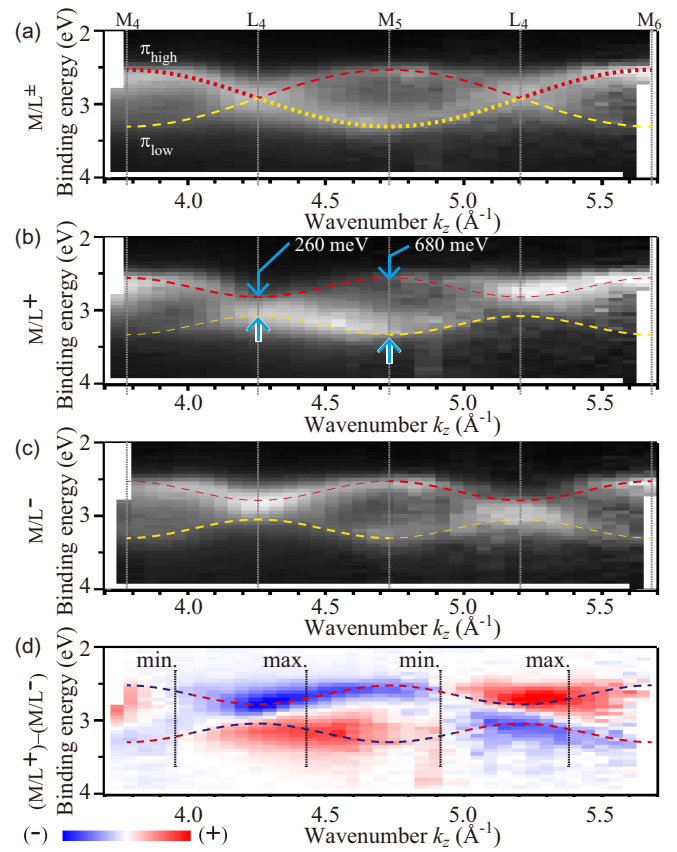 M4 L4 M5 L4 M6
(a)
πhigh
πlow
M/L±
Binding energy (eV)
2
3
4
4.0 4.5 5.0 5.5
Wavenumber kz (Å-1)
(b)
260 meV 680 meV
M/L+
Binding energy (eV)
2
3
4
4.0 4.5 5.0 5.5
Wavenumber kz (Å-1)
(c)
M/L-
Binding energy (eV)
2
3
4
4.0 4.5 5.0 5.5
Wavenumber kz (Å-1)
(d)
min. max. min. max.
(M/L+)–(M/L-)
Binding energy (eV)
2
3
4
4.0 4.5 5.0 5.5
(-) (+)
Wavenumber kz (Å-1)